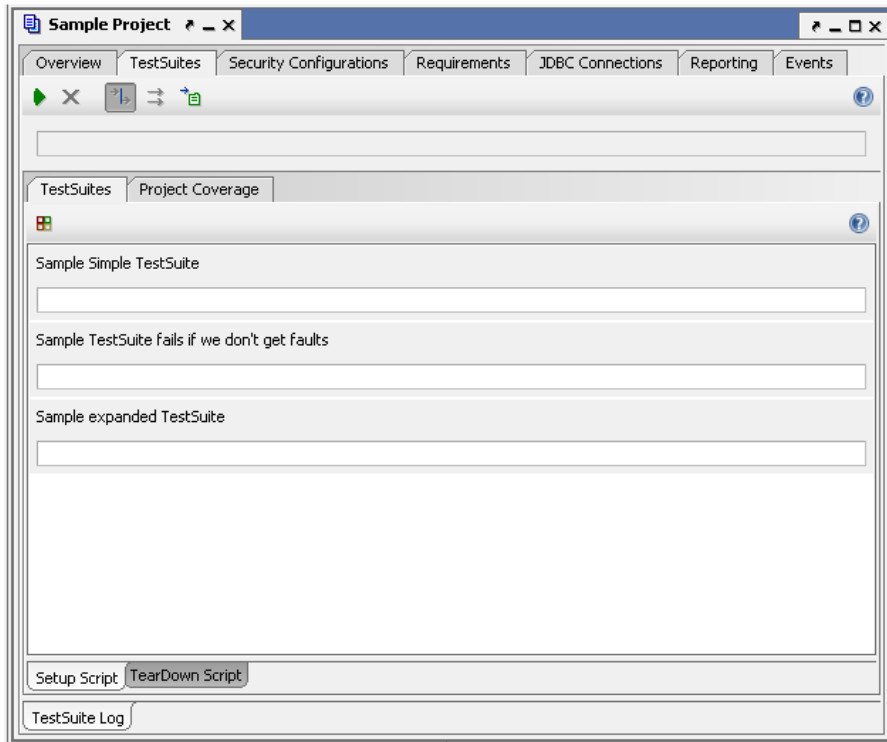 Sample Project
Overview TestSuites Security Configurations Requirements JDBC Connections Reporting Events
TestSuites Project Coverage
Sample Simple TestSuite
Sample TestSuite fails if we don't get faults
Sample expanded TestSuite
Setup Script TearDown Script
TestSuite Log